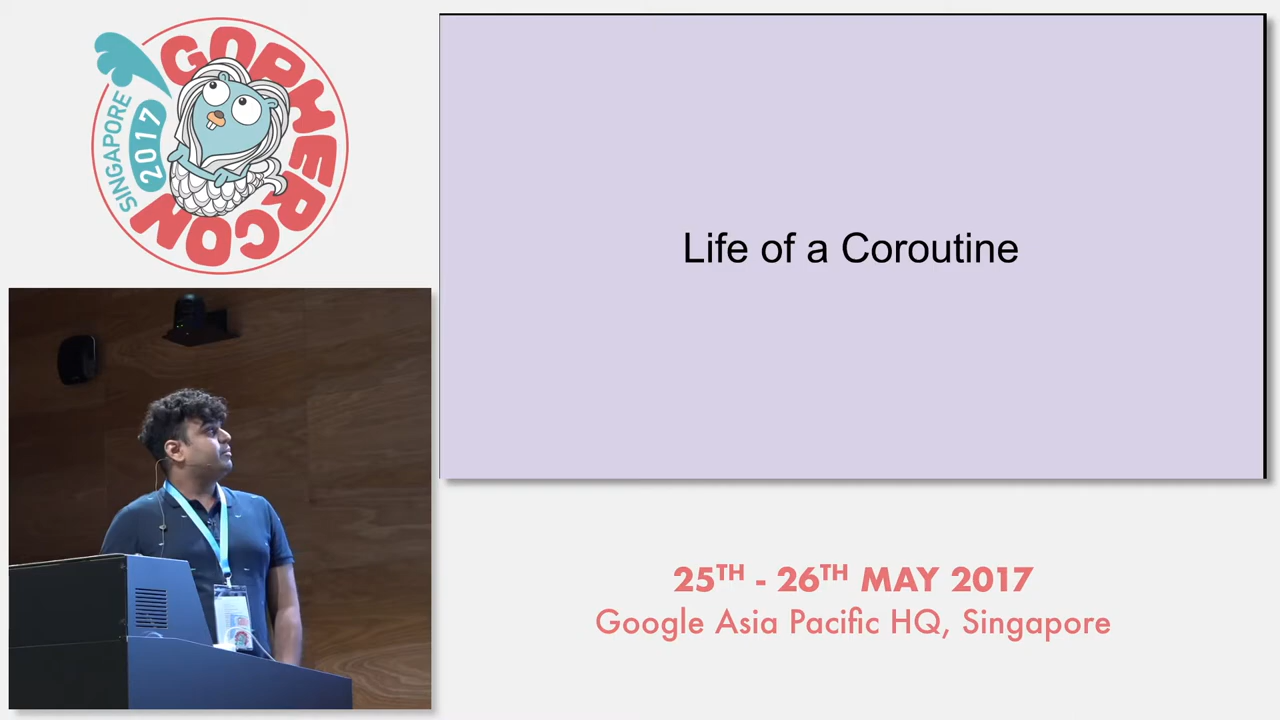 GOPHERCON
SINGAPORE
2017
Life of a Coroutine
25TH - 26TH MAY 2017
Google Asia Pacific HQ, Singapore